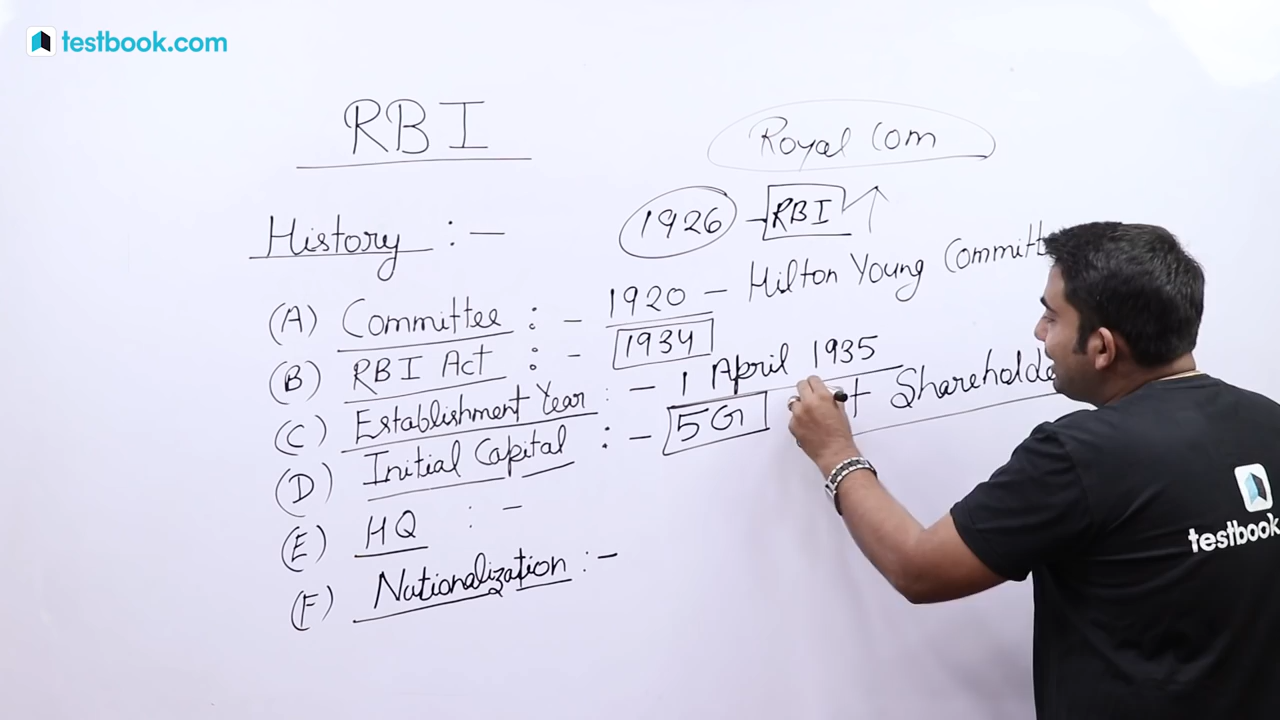 testbook.com
RBI
Royal Com
1926 - RBI
History :-
(A) Committee :- 1920 - Hilton Young Committe
(B) RBI Act :- 1934
(C) Establishment Year :- 1 April 1935
(D) Initial Capital :- 5G Shareholde
(E) HQ :-
(F) Nationalization :-
testbook